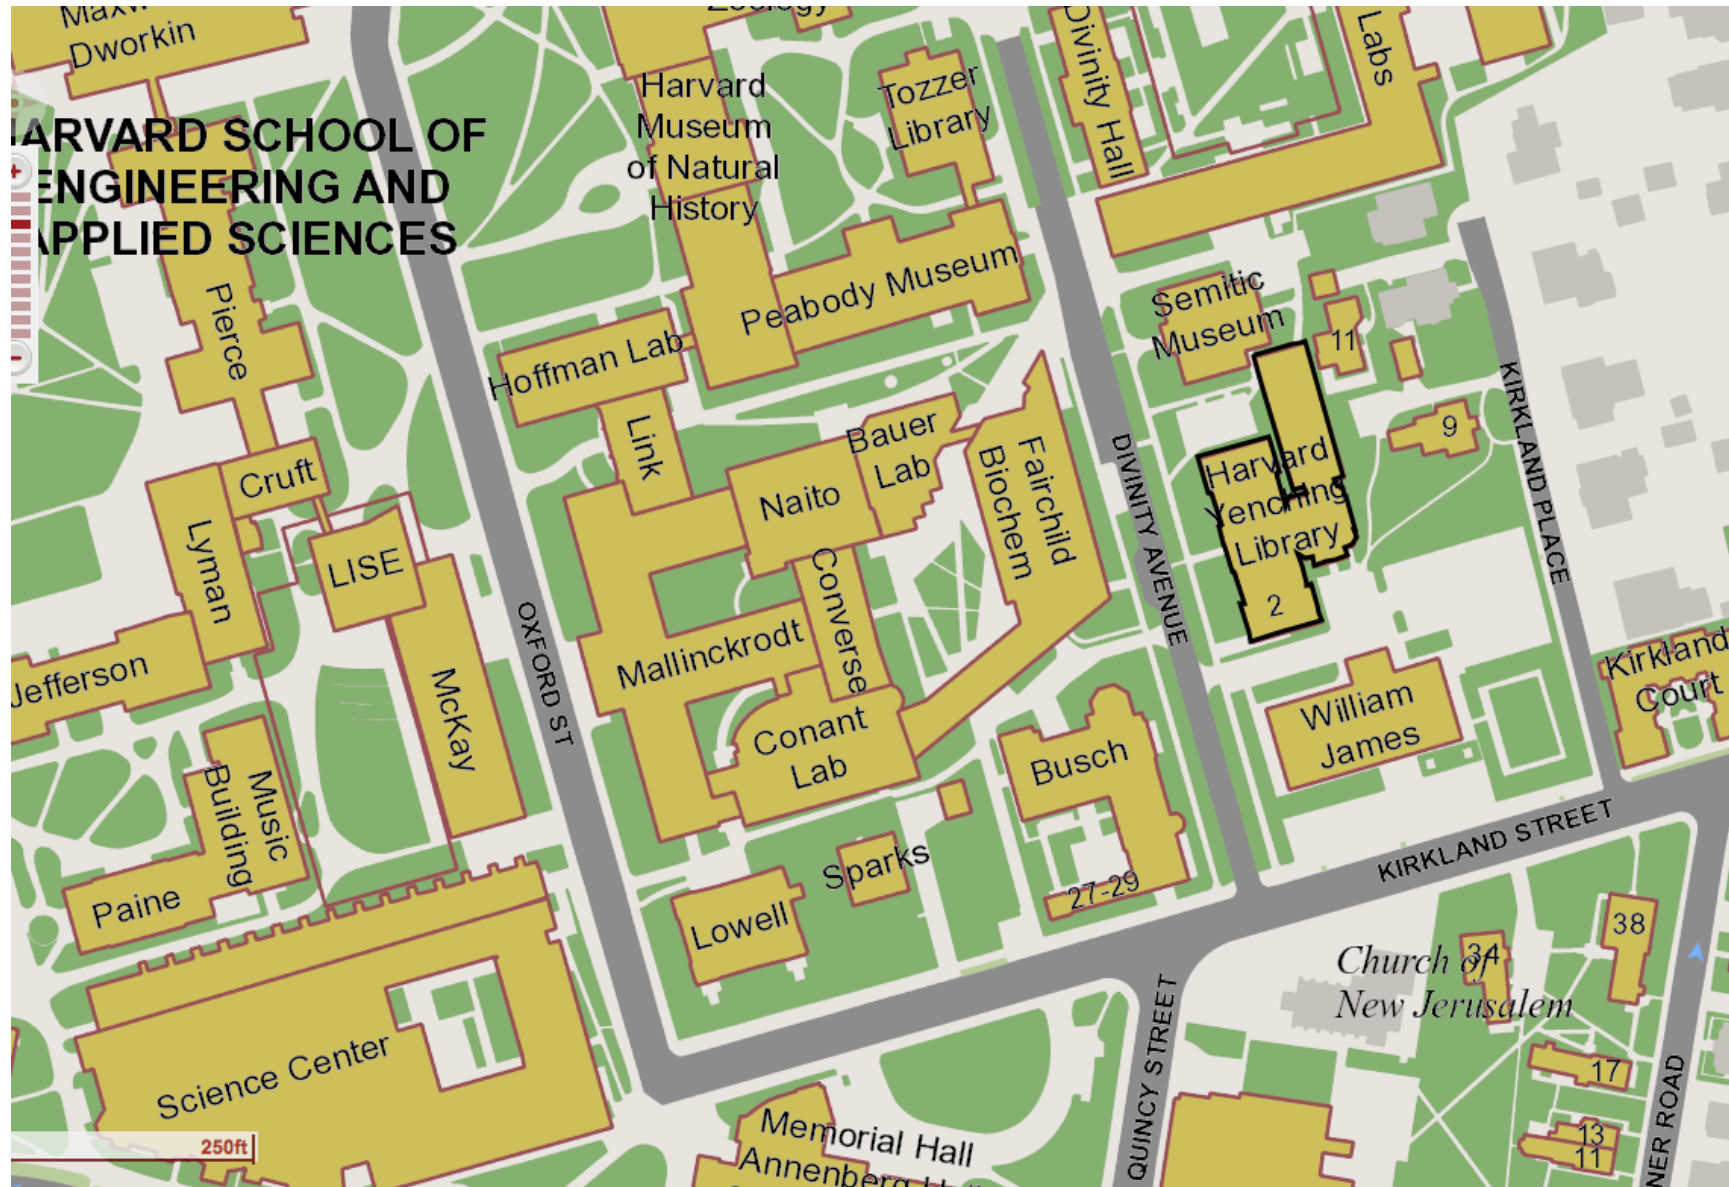 Dworkin
Zoology
Harvard
Museum
of Natural
History
Tozzer
Library
Divinity Hall
Labs
ARVARD SCHOOL OF
ENGINEERING AND
APPLIED SCIENCES
+
-
Pierce
Peabody Museum
Semitic
Museum
11
Hoffman Lab
Link
Bauer
Lab
Fairchild
Biochem
9
KIRKLAND PLACE
Cruft
Naito
DIVINITY AVENUE
Harvard
Yenching
Library
2
Lyman
LISE
Converse
OXFORD ST
Mallinckrodt
Jefferson
McKay
Conant
Lab
Busch
William
James
Kirkland
Court
Music
Building
Paine
Sparks
27-29
KIRKLAND STREET
Lowell
38
34
Church of
New Jerusalem
Science Center
QUINCY STREET
17
13
11
NER ROAD
Memorial Hall
250ft